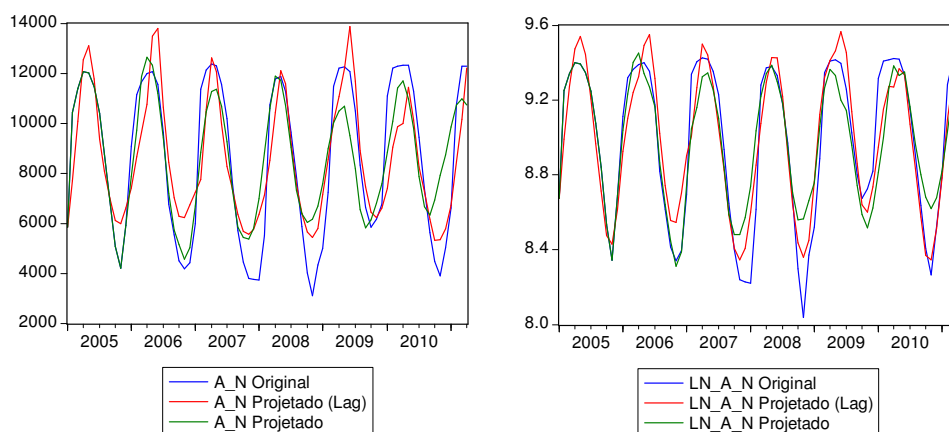 14000
12000
10000
8000
6000
4000
2000
2005 2006 2007 2008 2009 2010
A_N Original
A_N Projetado (Lag)
A_N Projetado
9.6
9.2
8.8
8.4
8.0
2005 2006 2007 2008 2009 2010
LN_A_N Original
LN_A_N Projetado (Lag)
LN_A_N Projetado